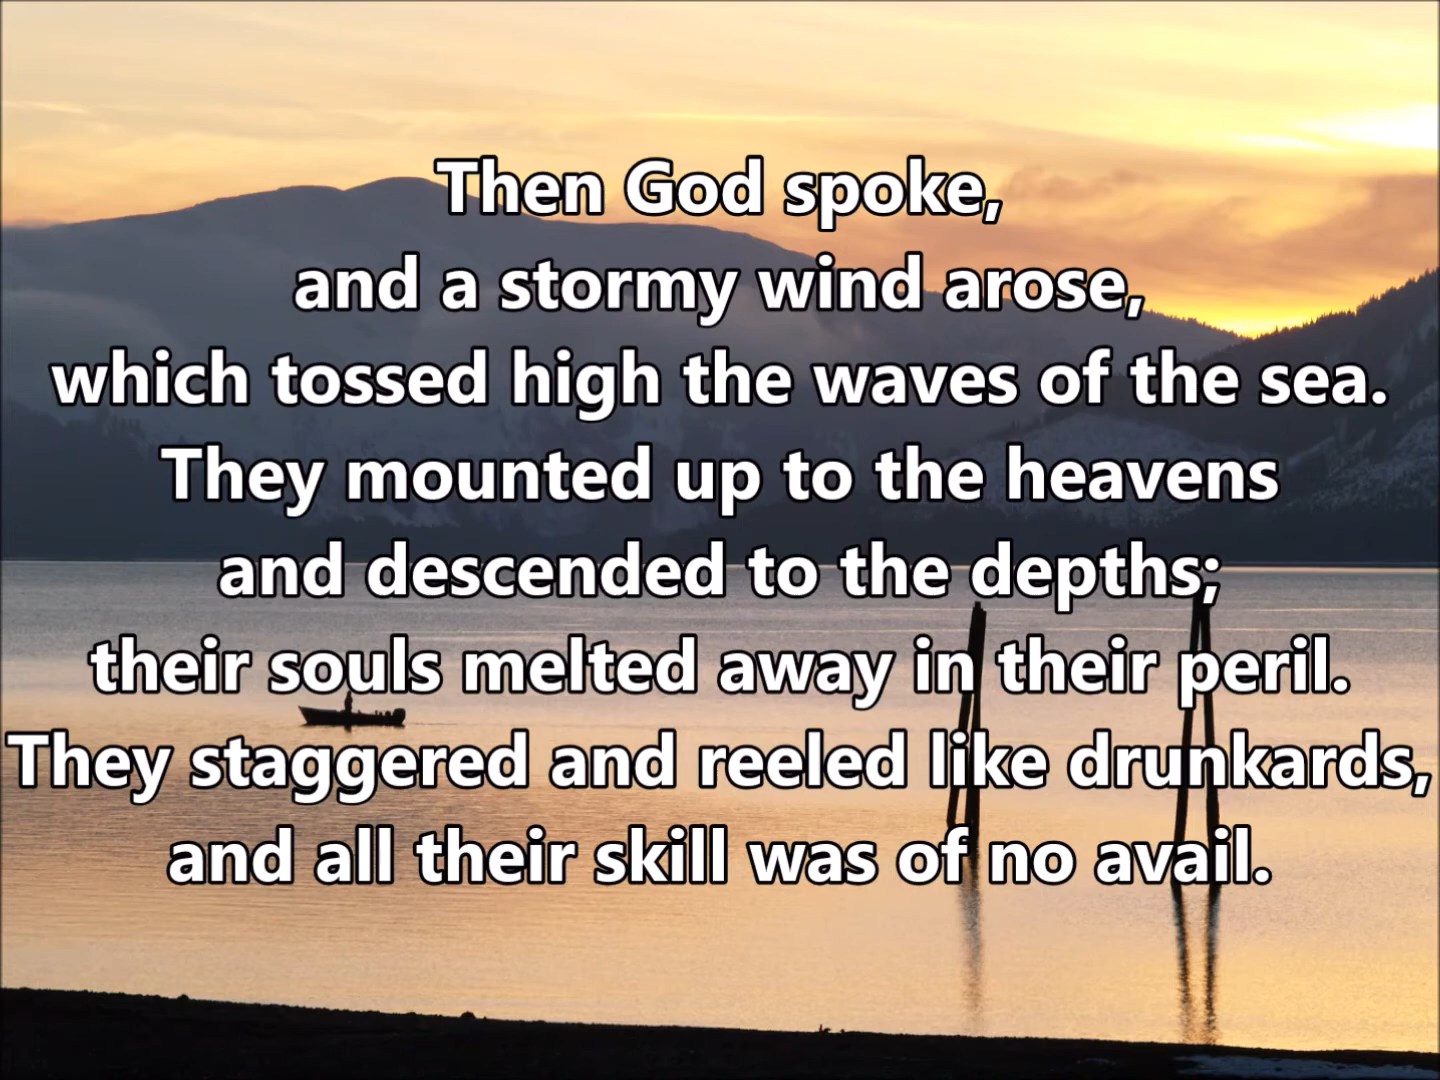 Then God spoke,
and a stormy wind arose,
which tossed high the waves of the sea.
They mounted up to the heavens
and descended to the depths;
their souls melted away in their peril.
They staggered and reeled like drunkards,
and all their skill was of no avail.